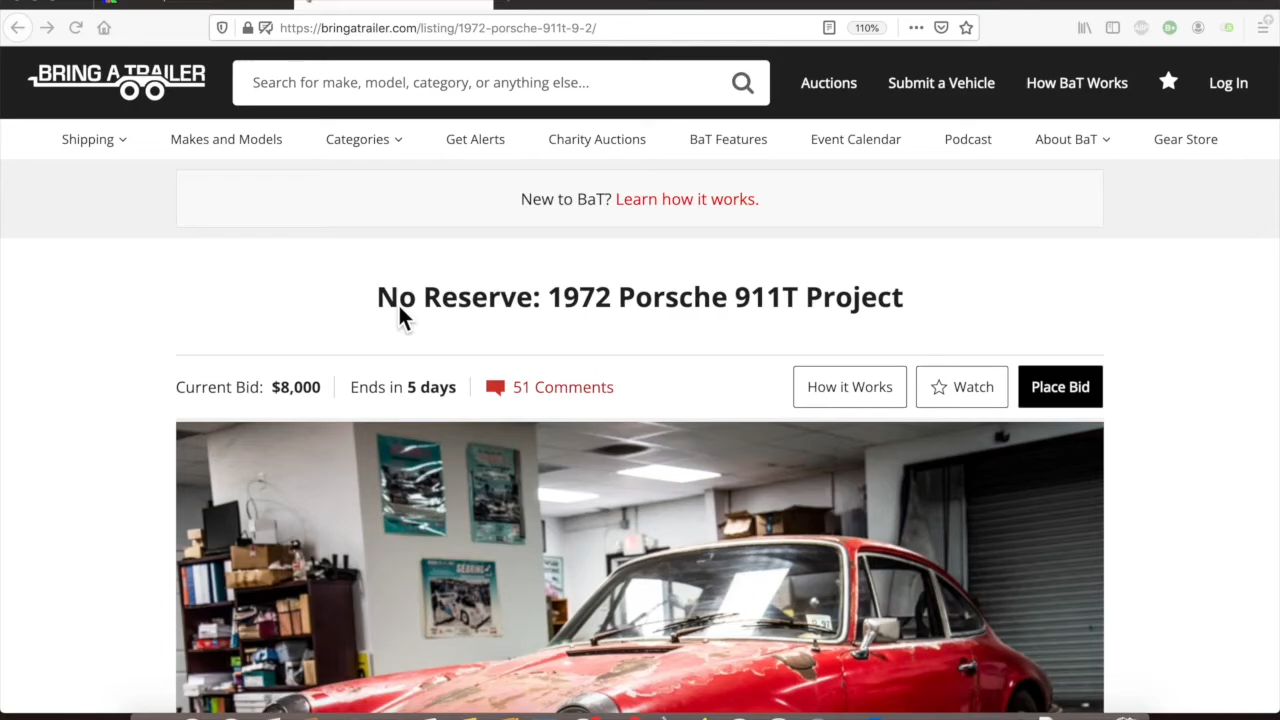 https://bringatrailer.com/listing/1972-porsche-911t-9-2/
110%
BRING A TRAILER
Search for make, model, category, or anything else...
Auctions
Submit a Vehicle
How BaT Works
Log In
Shipping
Makes and Models
Categories
Get Alerts
Charity Auctions
BaT Features
Event Calendar
Podcast
About BaT
Gear Store
New to BaT? Learn how it works.
No Reserve: 1972 Porsche 911T Project
Current Bid: $8,000
Ends in 5 days
51 Comments
How it Works
Watch
Place Bid